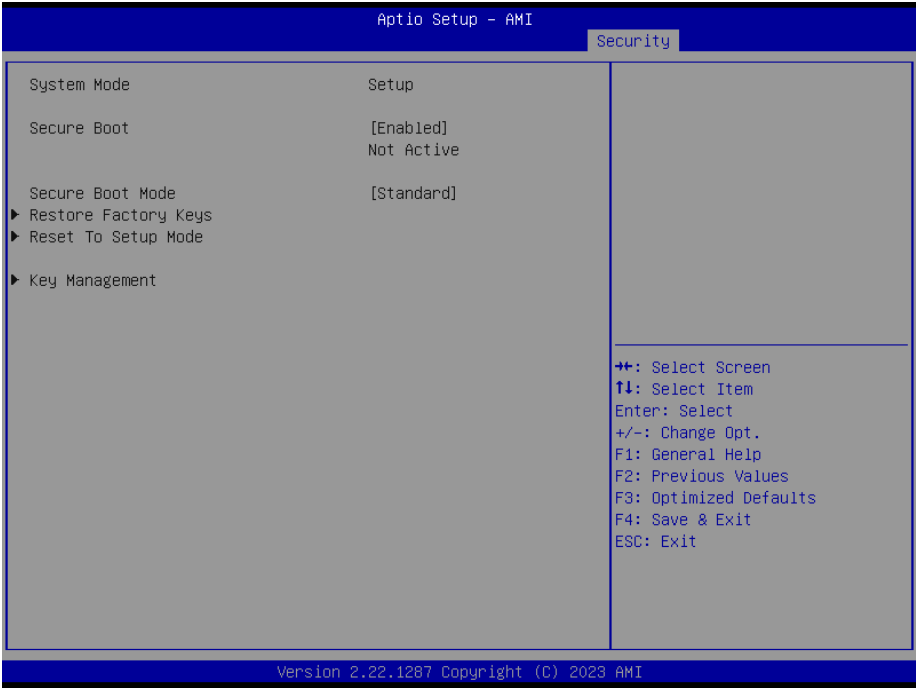 Aptio Setup – AMI
Security
System Mode Setup
Secure Boot [Enabled]
Not Active
Secure Boot Mode [Standard]
▶ Restore Factory Keys
▶ Reset To Setup Mode
▶ Key Management
→←: Select Screen
↑↓: Select Item
Enter: Select
+/-: Change Opt.
F1: General Help
F2: Previous Values
F3: Optimized Defaults
F4: Save & Exit
ESC: Exit
Version 2.22.1287 Copyright (C) 2023 AMI